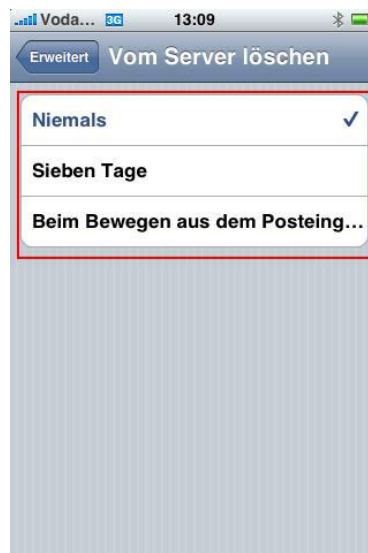 Voda... 3G 13:09
Erweitert Vom Server löschen
Niemals
Sieben Tage
Beim Bewegen aus dem Posteing...